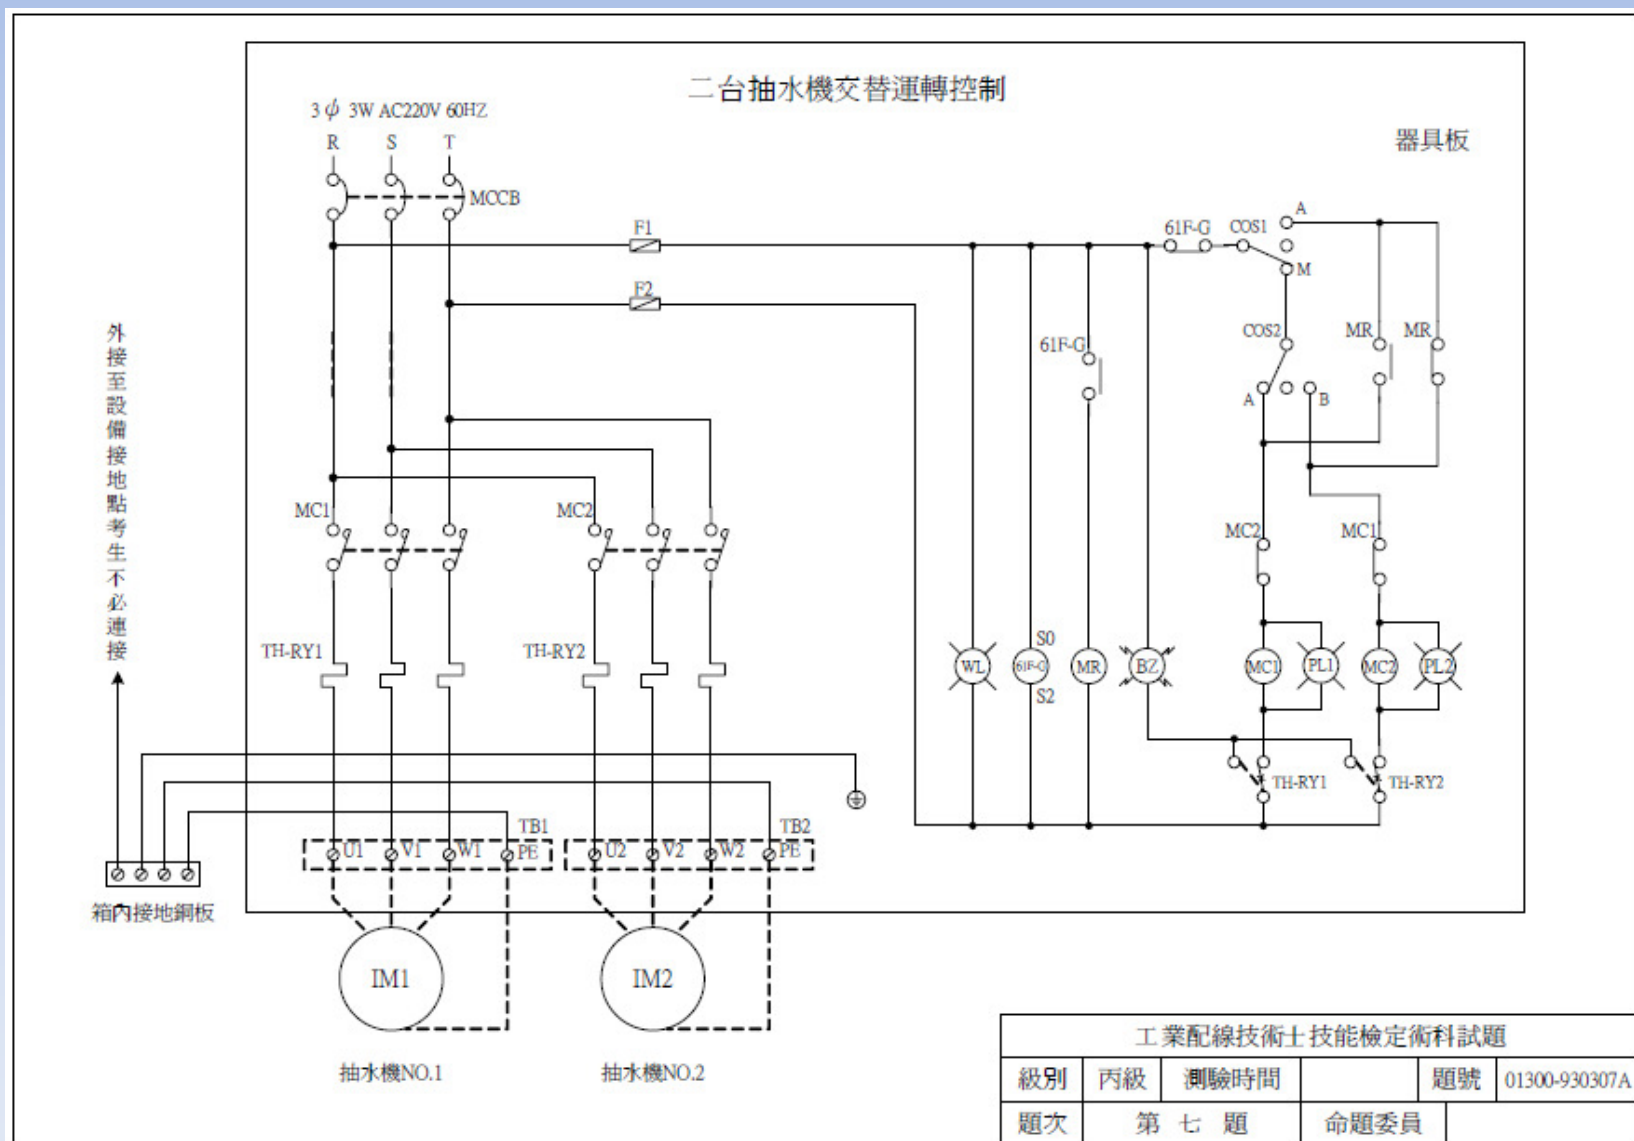 二台抽水機交替運轉控制
3ψ 3W AC220V 60HZ
器具板
R S T
MCCB
F1
F2
61F-G
COS1
A
M
COS2
A
B
MR
MR
61F-G
外接至設備接地點考生不必連接
MC1
MC2
MC2
MC1
TH-RY1
TH-RY2
WL
S0
61F-G
S2
MR
BZ
MC1
PL1
MC2
PL2
TH-RY1
TH-RY2
TB1
TB2
U1 V1 W1 PE
U2 V2 W2 PE
箱內接地銅板
IM1
IM2
抽水機NO.1
抽水機NO.2
工業配線技術士技能檢定術科試題
級別 丙級 測驗時間 題號 01300-930307A
題次 第 七 題 命題委員